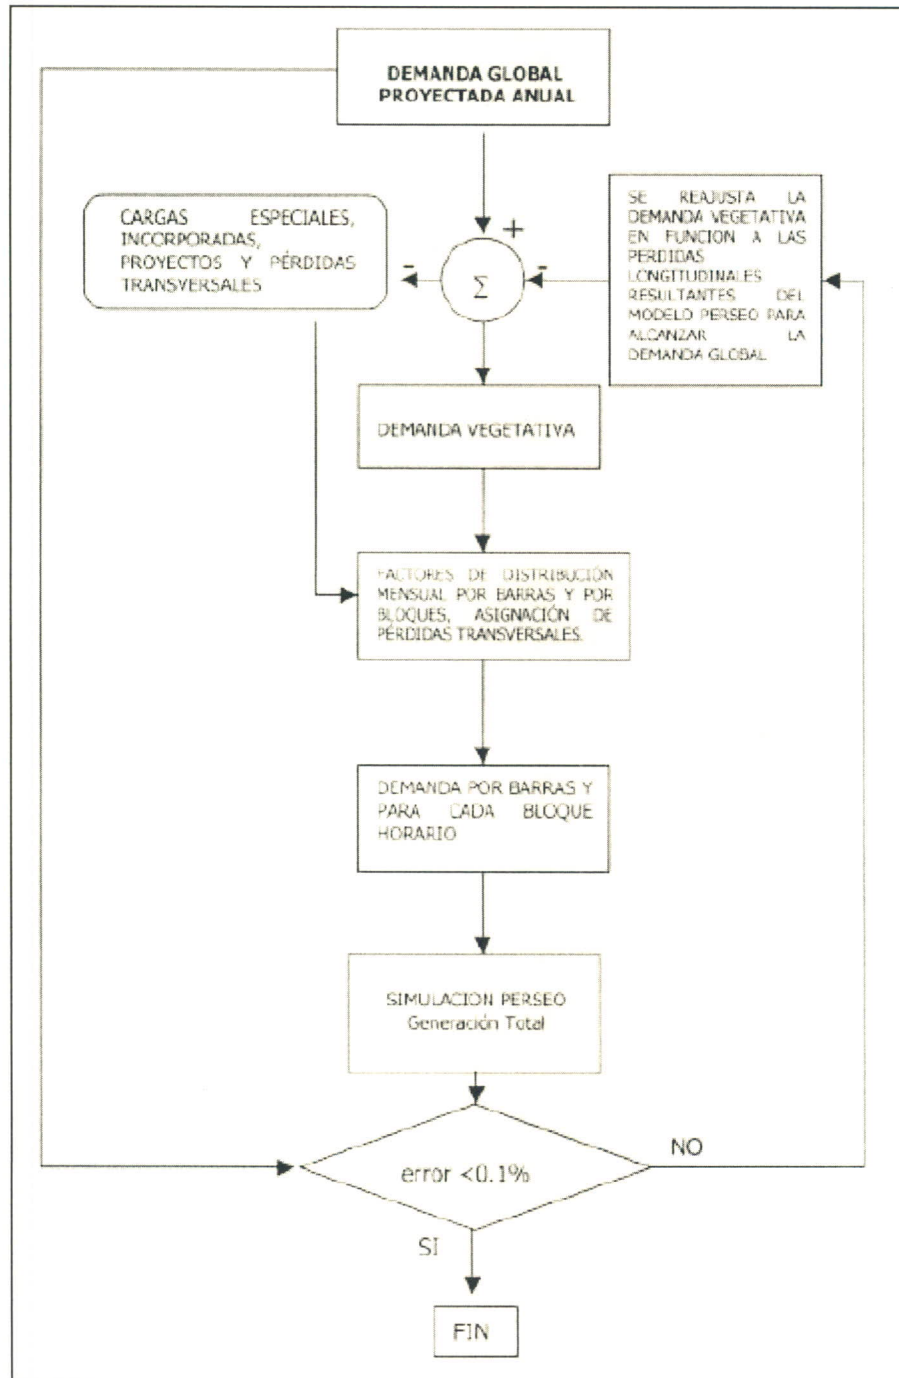 DEMANDA GLOBAL
PROYECTADA ANUAL
CARGAS ESPECIALES,
INCORPORADAS,
PROYECTOS Y PÉRDIDAS
TRANSVERSALES
+
-
Σ
-
SE REAJUSTA LA
DEMANDA VEGETATIVA
EN FUNCION A LAS
PERDIDAS
LONGITUDINALES
RESULTANTES DEL
MODELO PERSEO PARA
ALCANZAR LA
DEMANDA GLOBAL
DEMANDA VEGETATIVA
FACTORES DE DISTRIBUCIÓN
MENSUAL POR BARRAS Y POR
BLOQUES, ASIGNACIÓN DE
PÉRDIDAS TRANSVERSALES.
DEMANDA POR BARRAS Y
PARA CADA BLOQUE
HORARIO
SIMULACION PERSEO
Generación Total
error <0.1%
NO
SI
FIN